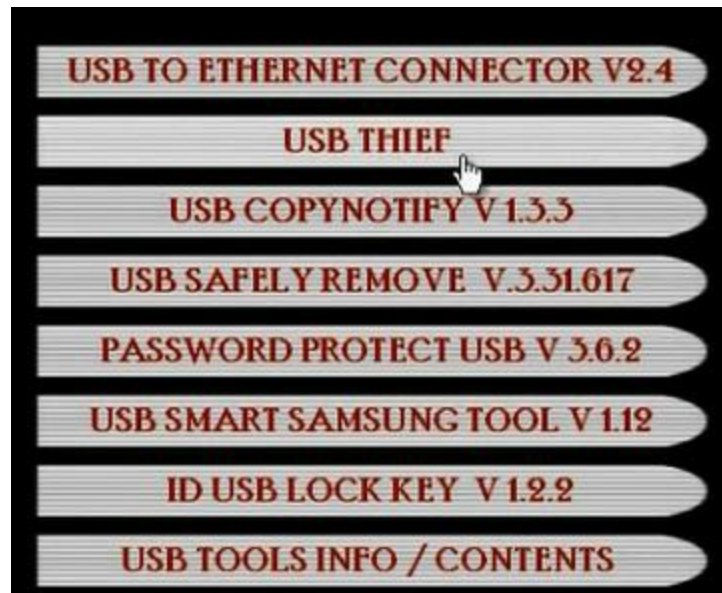 USB TO ETHERNET CONNECTOR V2.4
USB THIEF
USB COPYNOTIFY V 1.3.3
USB SAFELY REMOVE V.3.31.617
PASSWORD PROTECT USB V 3.6.2
USB SMART SAMSUNG TOOL V 1.12
ID USB LOCK KEY V 1.2.2
USB TOOLS INFO / CONTENTS